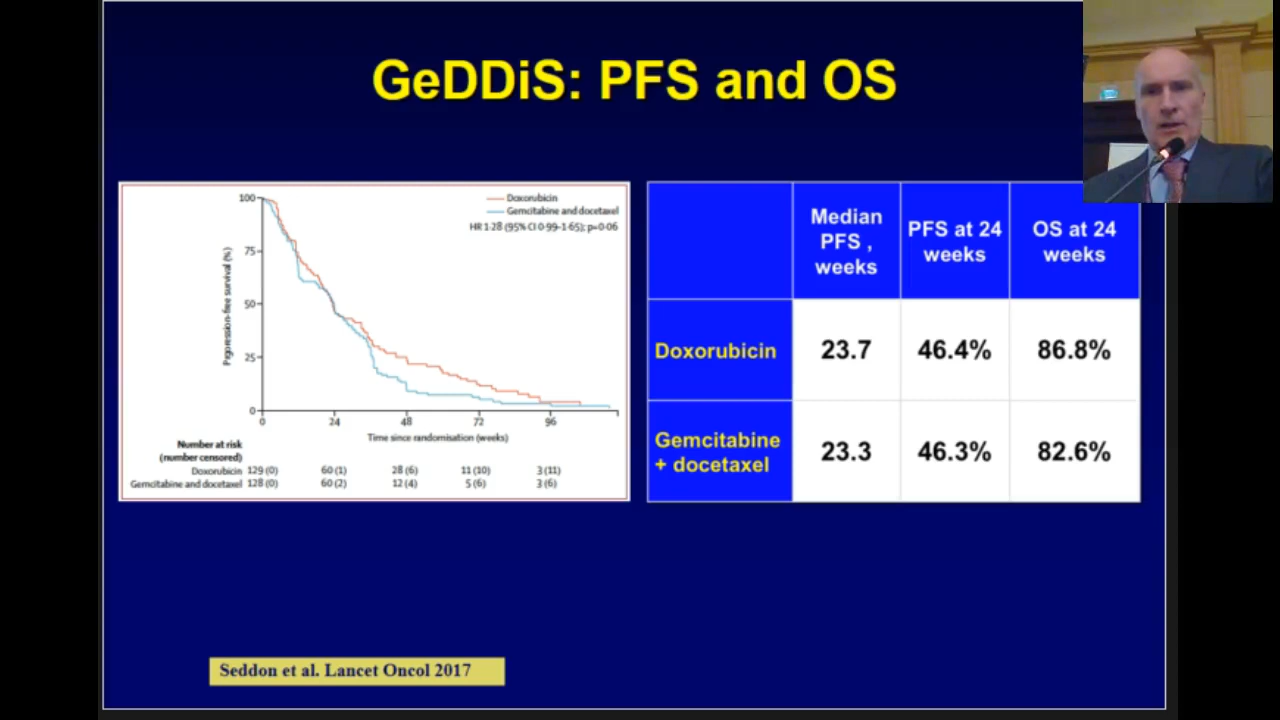 GeDDiS: PFS and OS
100
75
50
25
0
Progression-free survival (%)
Doxorubicin
Gemcitabine and docetaxel
HR 1·28 (95% CI 0·99–1·65); p=0·06
0 24 48 72 96
Time since randomisation (weeks)
Number at risk
(number censored)
Doxorubicin 129 (0) 60 (1) 28 (6) 11 (10) 3 (11)
Gemcitabine and docetaxel 128 (0) 60 (2) 12 (4) 5 (6) 3 (6)
Median PFS , weeks PFS at 24 weeks OS at 24 weeks
Doxorubicin 23.7 46.4% 86.8%
Gemcitabine + docetaxel 23.3 46.3% 82.6%
Seddon et al. Lancet Oncol 2017